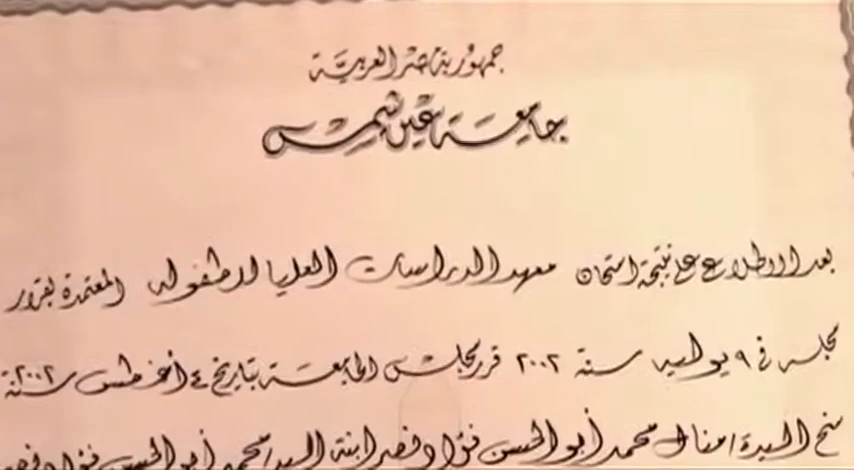 جمهورية مصر العربية
جامعة عين شمس
بعد الاطلاع على نتيجة امتحان معهد الدراسات العليا للطفولة المعتمدة بقرار
مجلسه في ٩ يوليه سنة ٢٠٠٢ قرر مجلس الجامعة بتاريخ ٤ أغسطس سنة ٢٠٠٢
منح السيدة/ منال محمد أبو الحسن فؤاد نصر ابنة السيد/ محمد أبو الحسن فؤاد نصر